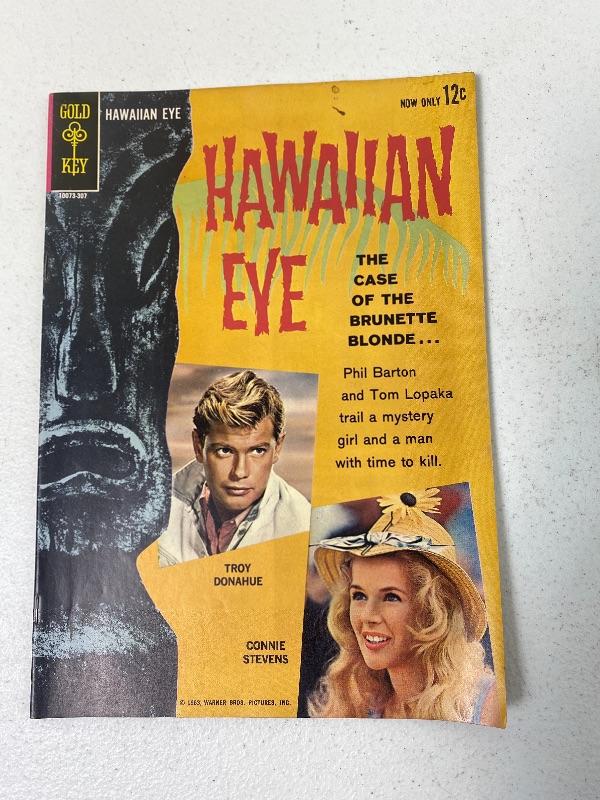 GOLD
KEY
10073-307
HAWAIIAN EYE
NOW ONLY 12¢
HAWAIIAN
EYE
THE
CASE
OF THE
BRUNETTE
BLONDE...
Phil Barton
and Tom Lopaka
trail a mystery
girl and a man
with time to kill.
TROY
DONAHUE
CONNIE
STEVENS
© 1963, WARNER BROS. PICTURES, INC.